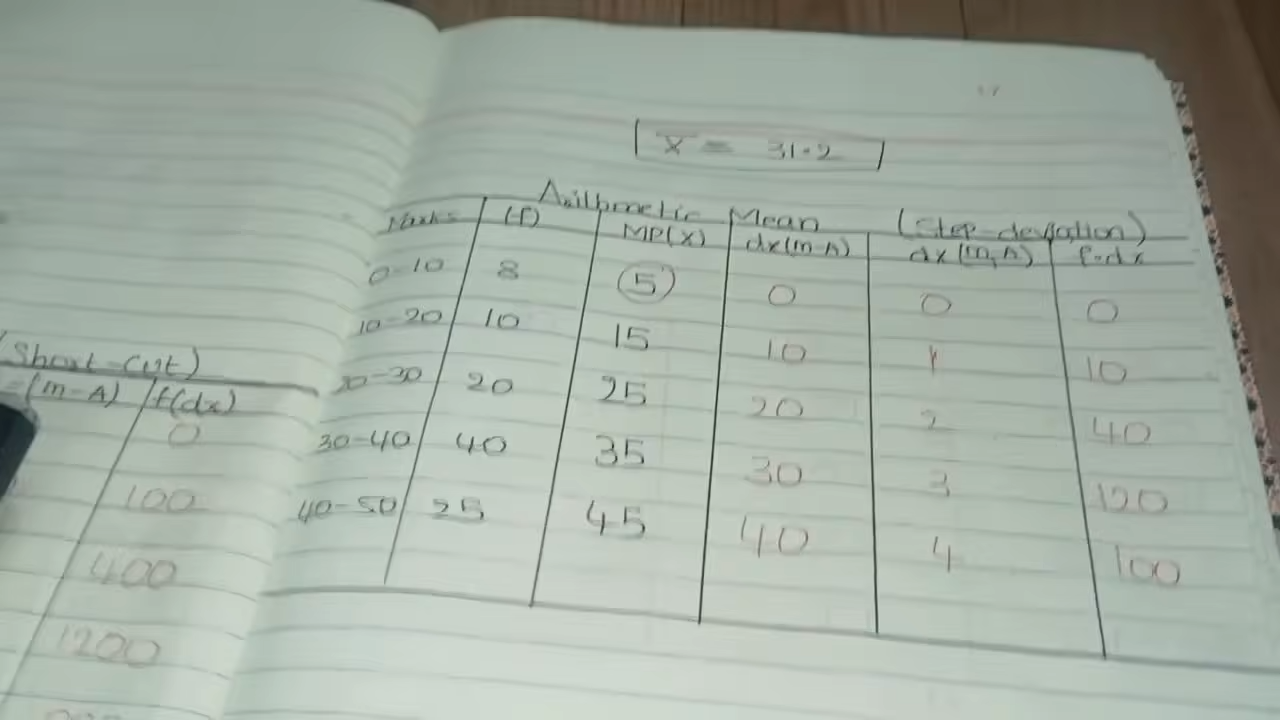 X̄ = 31.2
Arithmetic Mean (Step deviation)
Marks (f) MP(X) dx(m-A) dx(m,A) f.dx
0-10 8 5 0 0 0
10-20 10 15 10 1 10
20-30 20 25 20 2 40
30-40 40 35 30 3 120
40-50 25 45 40 4 100
(Short-cut)
=(m-A) f(dx)
0
100
400
1200